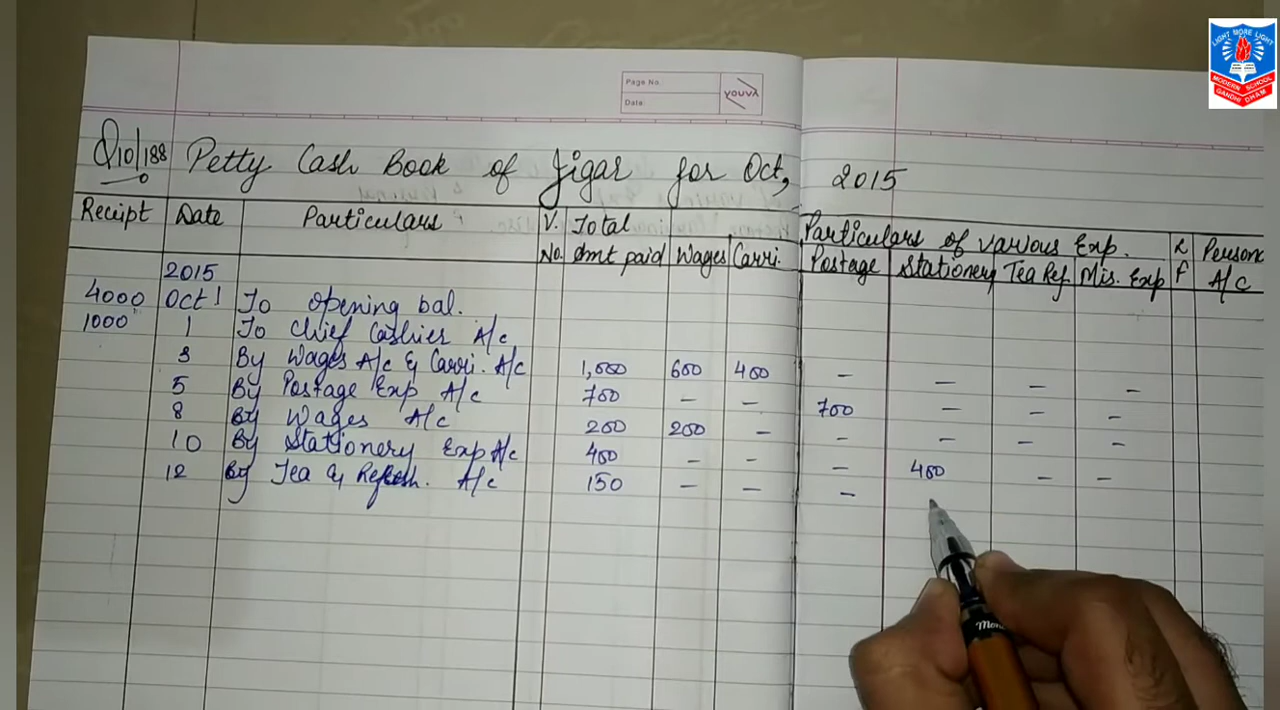 LIGHT MORE LIGHT
MODERN SCHOOL
GANDHIDHAM
Page No.
Date:
YOUVA
Q10/188 Petty Cash Book of Jigar for Oct, 2015
Receipt Date Particulars V. No. Total Amt paid Particulars of various Exp. L F Person A/c
Wages Carri. Postage Stationery Tea Ref. Mis. Exp
2015
4000 Oct 1 To opening bal.
1000 1 To Chief Cashier A/c
3 By Wages A/c & Carri. A/c 1,000 600 400 – – – –
5 By Postage Exp A/c 700 – – 700 – – –
8 By Wages A/c 200 200 – – – – –
10 By Stationery Exp A/c 400 – – – 400 – –
12 By Tea & Refresh. A/c 150 – – –